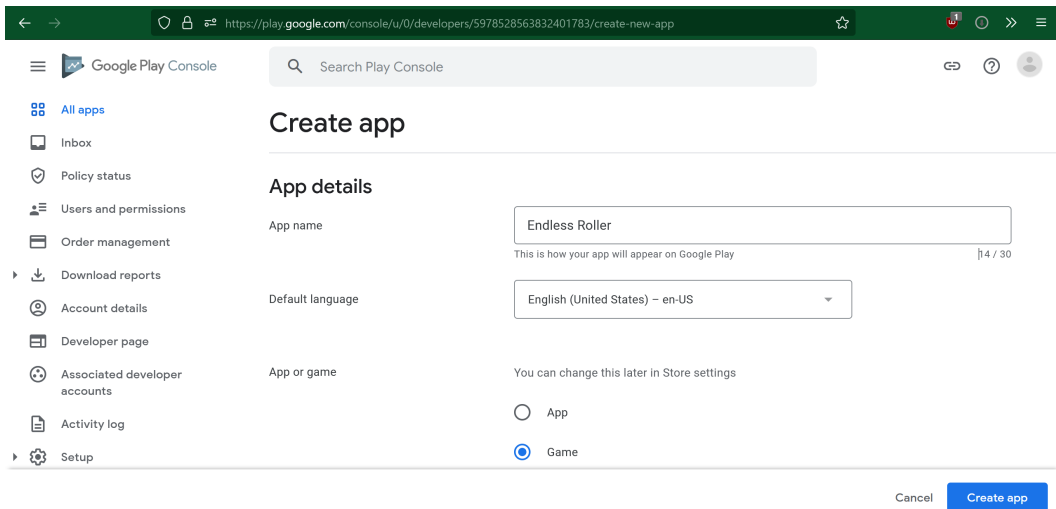 https://play.google.com/console/u/0/developers/5978528563832401783/create-new-app
1
Google Play Console
Search Play Console
All apps
Inbox
Policy status
Users and permissions
Order management
Download reports
Account details
Developer page
Associated developer
accounts
Activity log
Setup
Create app
App details
App name
Endless Roller
This is how your app will appear on Google Play
14 / 30
Default language
English (United States) – en-US
App or game
You can change this later in Store settings
App
Game
Cancel
Create app